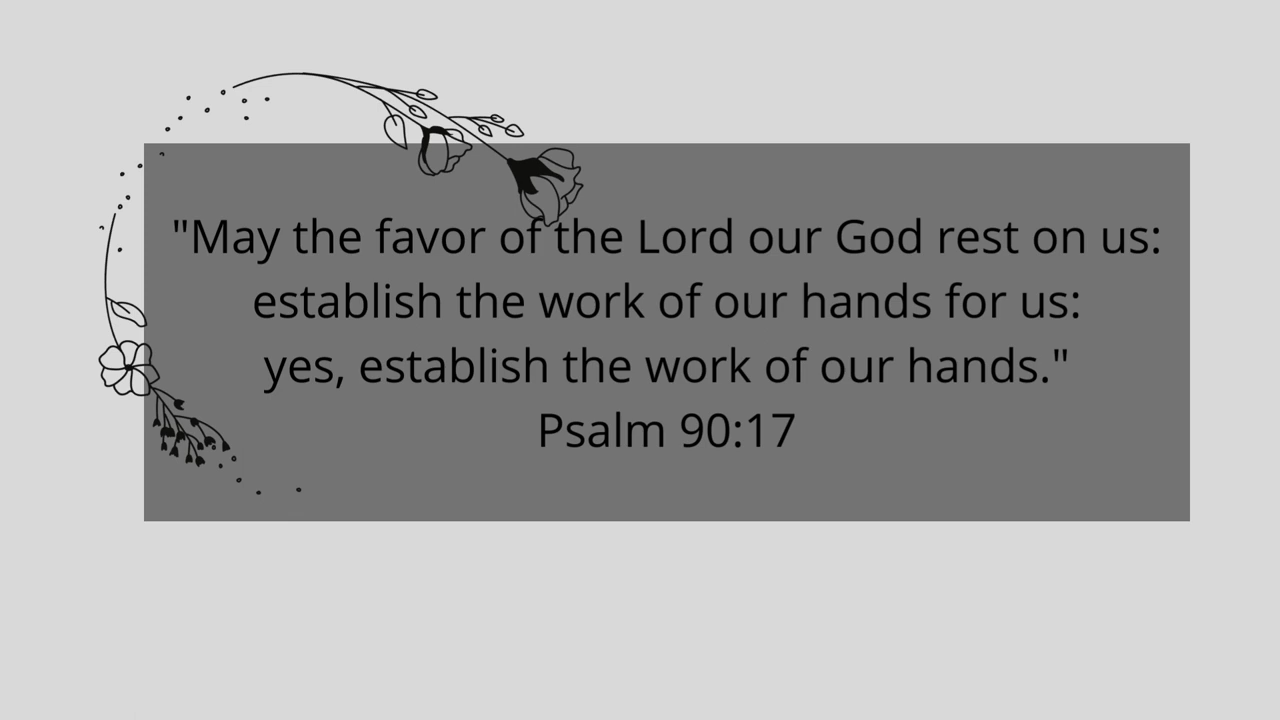 "May the favor of the Lord our God rest on us:
establish the work of our hands for us:
yes, establish the work of our hands."
Psalm 90:17